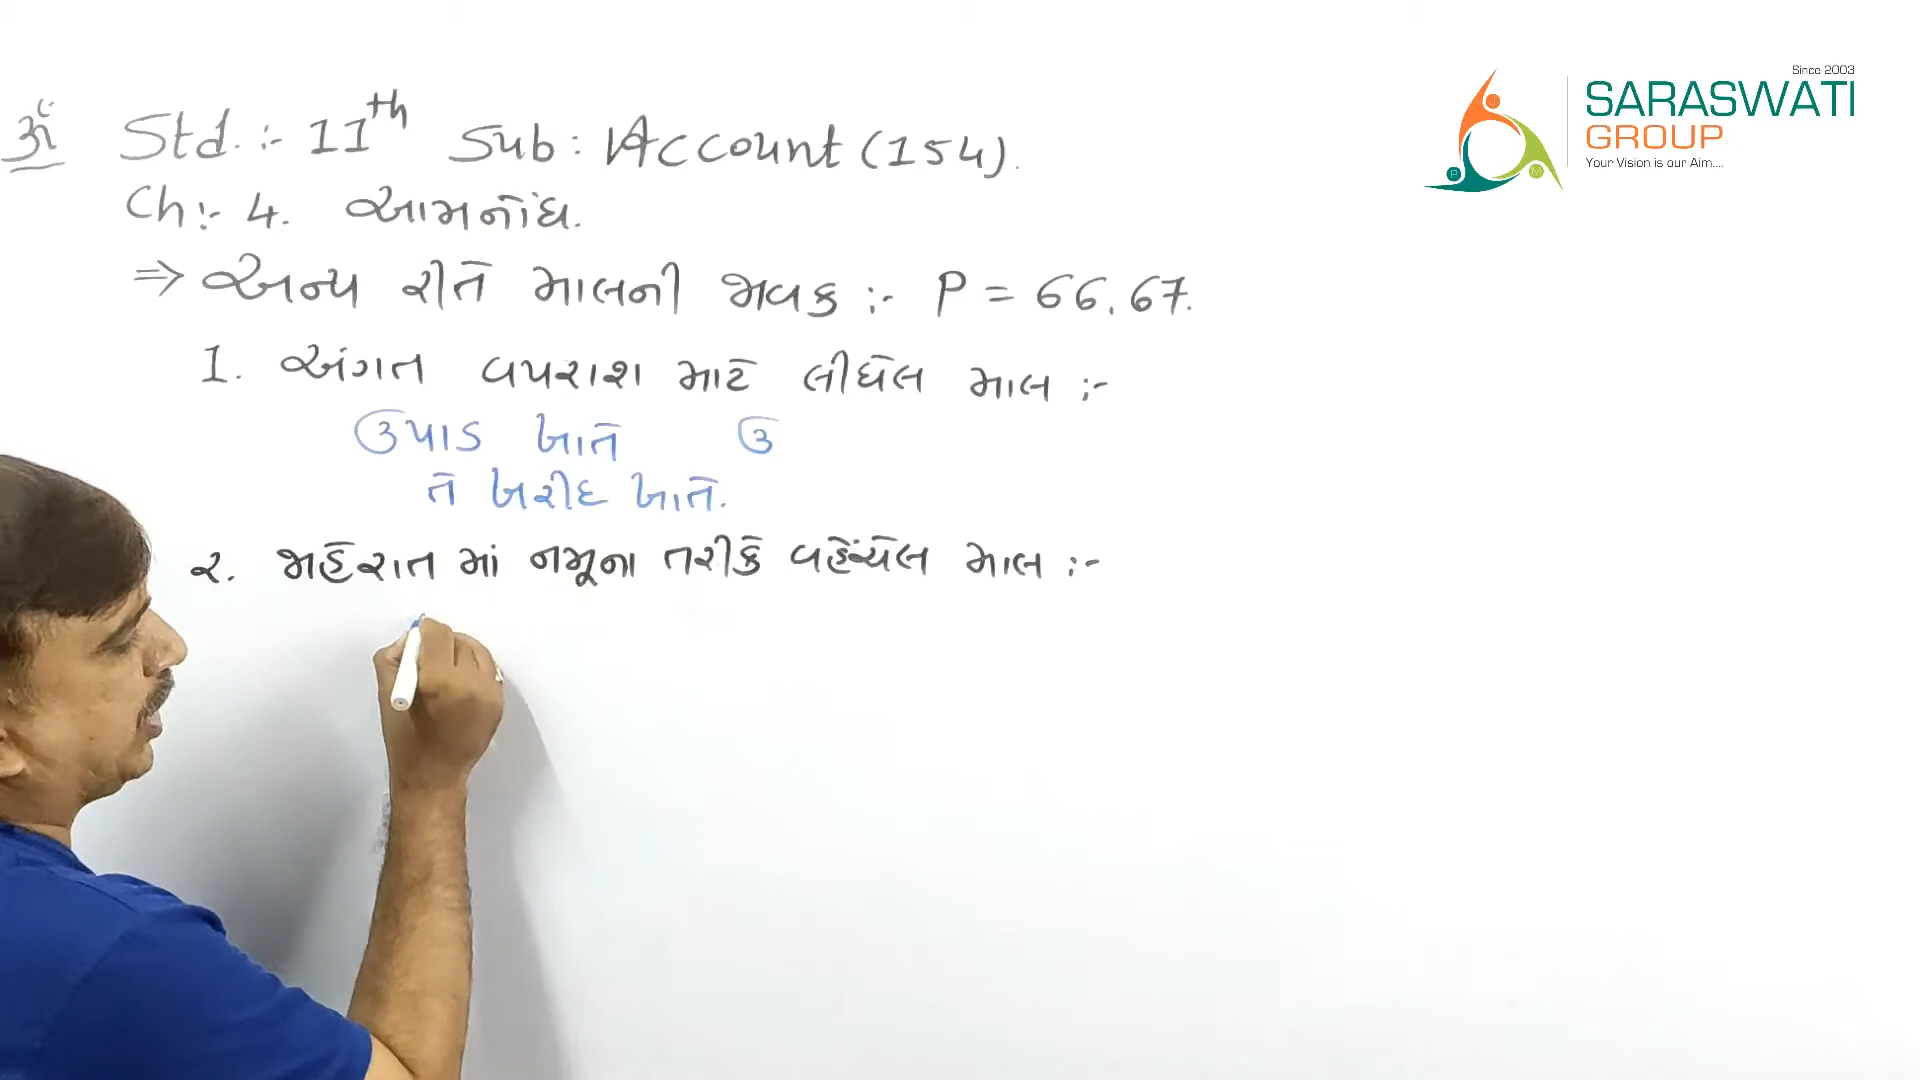 ૐ Std. :- 11th Sub : Account (154).
Ch :- 4. આમનોંધ.
⇒ અન્ય રીતે માલની જાવક :- P = 66, 67.
1. અંગત વપરાશ માટે લીધેલ માલ :-
ઉપાડ ખાતે ઉ
તે ખરીદ ખાતે.
૨. જાહેરાત માં નમૂના તરીકે વહેંચેલ માલ :-
Since 2003
SARASWATI
GROUP
Your Vision is our Aim....
J
P
M